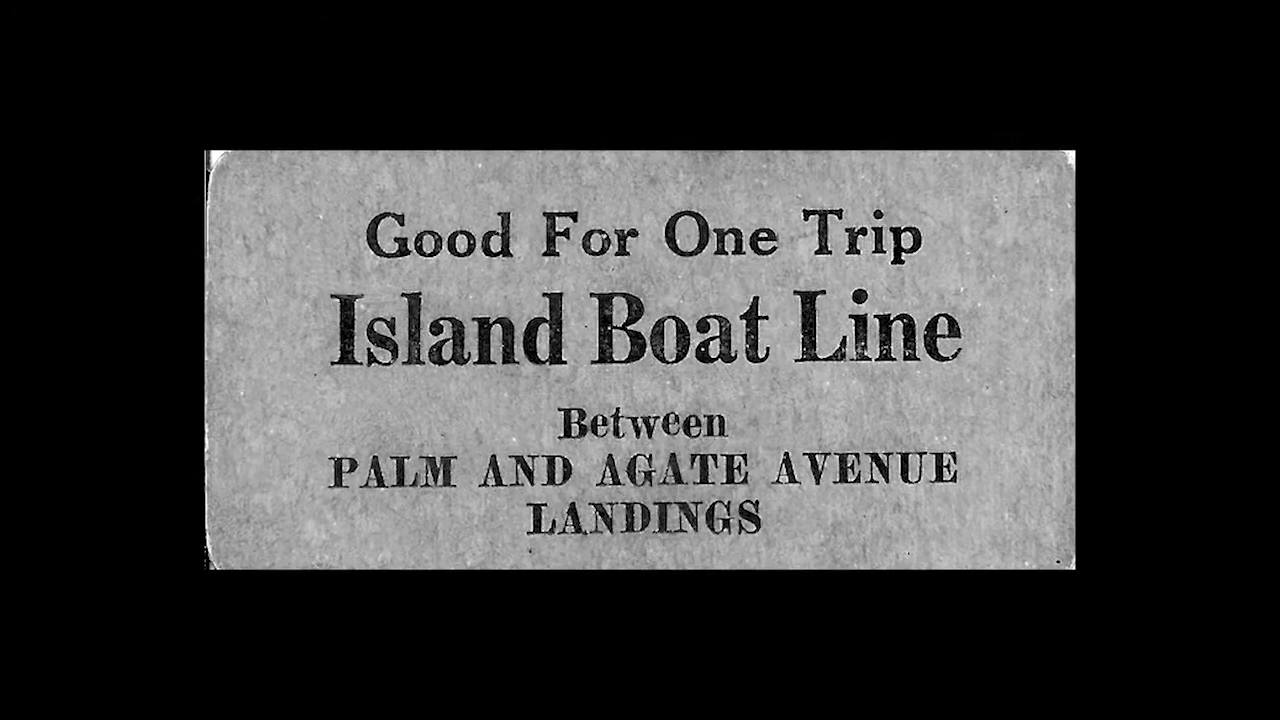 Good For One Trip
Island Boat Line
Between
PALM AND AGATE AVENUE
LANDINGS